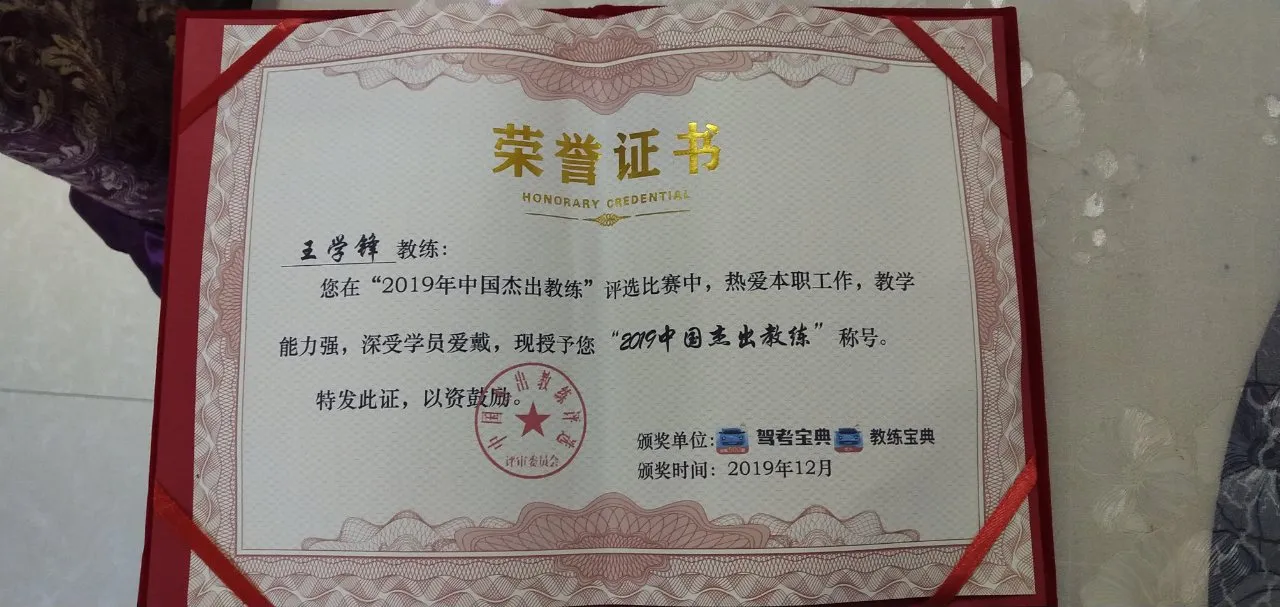 荣誉证书
HONORARY CREDENTIAL
王学锋 教练：
您在“2019年中国杰出教练”评选比赛中，热爱本职工作，教学
能力强，深受学员爱戴，现授予您“2019中国杰出教练”称号。
特发此证，以资鼓励。
中国杰出教练评选
评审委员会
颁奖单位：驾考宝典 教练宝典
颁奖时间：2019年12月